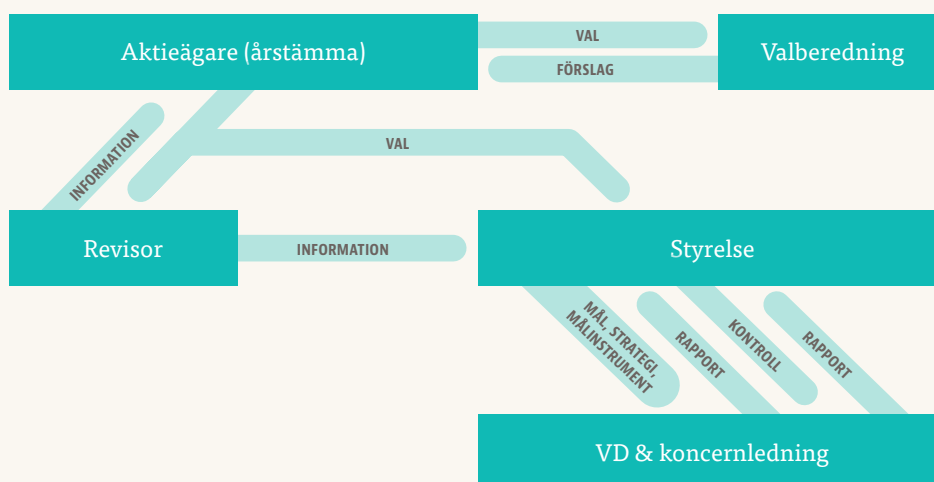 Aktieägare (årstämma)
VAL
FÖRSLAG
Valberedning
INFORMATION
VAL
Revisor
INFORMATION
Styrelse
MÅL, STRATEGI,
MÅLINSTRUMENT
RAPPORT
KONTROLL
RAPPORT
VD & koncernledning